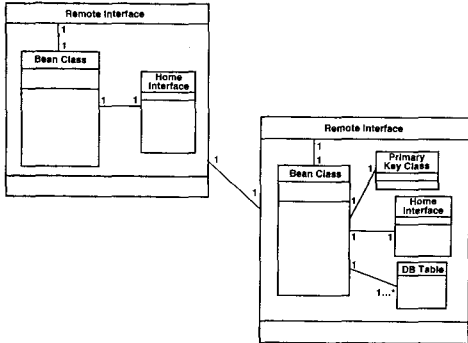 Remote Interface
1
1
Bean Class
Home
Interface
1
1
1
1
Remote Interface
1
1
Bean Class
Primary
Key Class
1
1
Home
Interface
1
1
1
DB Table
1...*